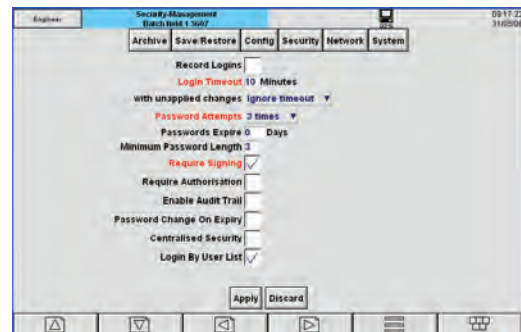 Engineer
Security Management
Batch field 1 3607
09:17:22
31/05/06
Archive Save/Restore Config Security Network System
Record Logins
Login Timeout 10 Minutes
with unapplied changes Ignore timeout
Password Attempts 3 times
Passwords Expire 0 Days
Minimum Password Length 3
Require Signing
Require Authorisation
Enable Audit Trail
Password Change On Expiry
Centralised Security
Login By User List
Apply Discard